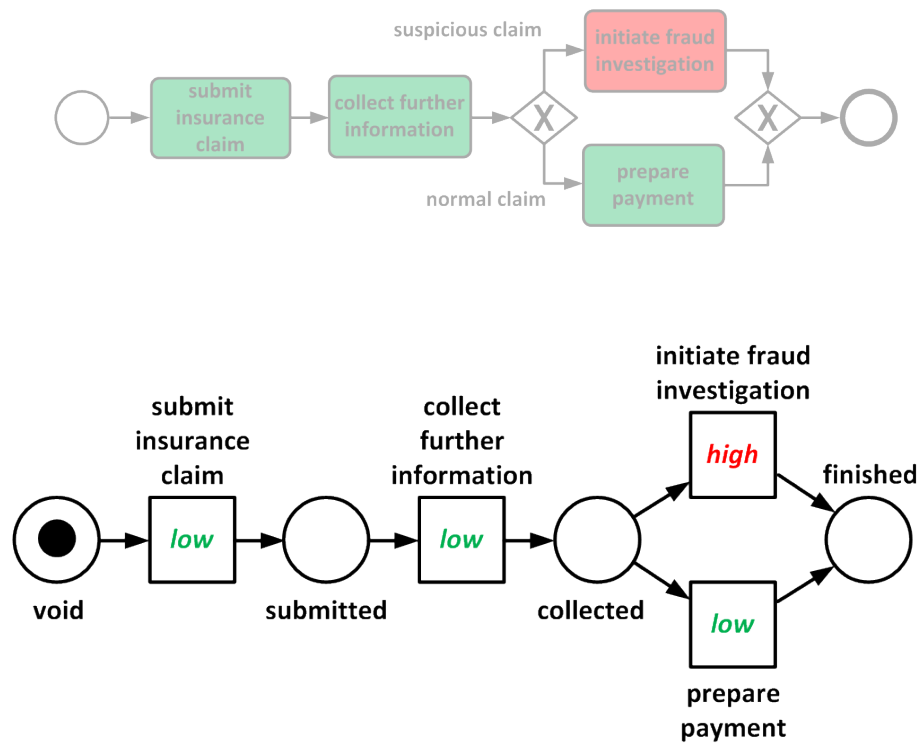 suspicious claim
initiate fraud
investigation
submit
insurance
claim
collect further
information
X
X
prepare
payment
normal claim
initiate fraud
investigation
submit
insurance
claim
collect
further
information
high
finished
low
low
void
submitted
collected
low
prepare
payment